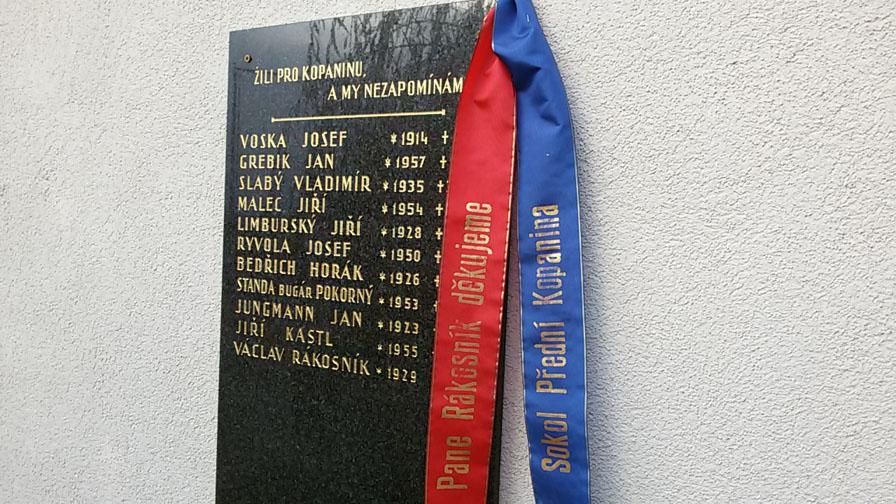 ŽILI PRO KOPANINU,
A MY NEZAPOMÍNÁM
VOSKA JOSEF *1914 †
GREBIK JAN *1957 †
SLABÝ VLADIMÍR *1935 †
MALEC JIŘÍ *1954 †
LIMBURSKÝ JIŘÍ *1928 †
RYVOLA JOSEF *1950 †
BEDŘICH HORÁK *1926 †
STANDA BUGÁR POKORNÝ *1953
JUNGMANN JAN *1923
JIŘÍ KASTL *1955
VÁCLAV RÁKOSNÍK *1929
Pane Rákosník děkujeme
Sokol Přední Kopanina